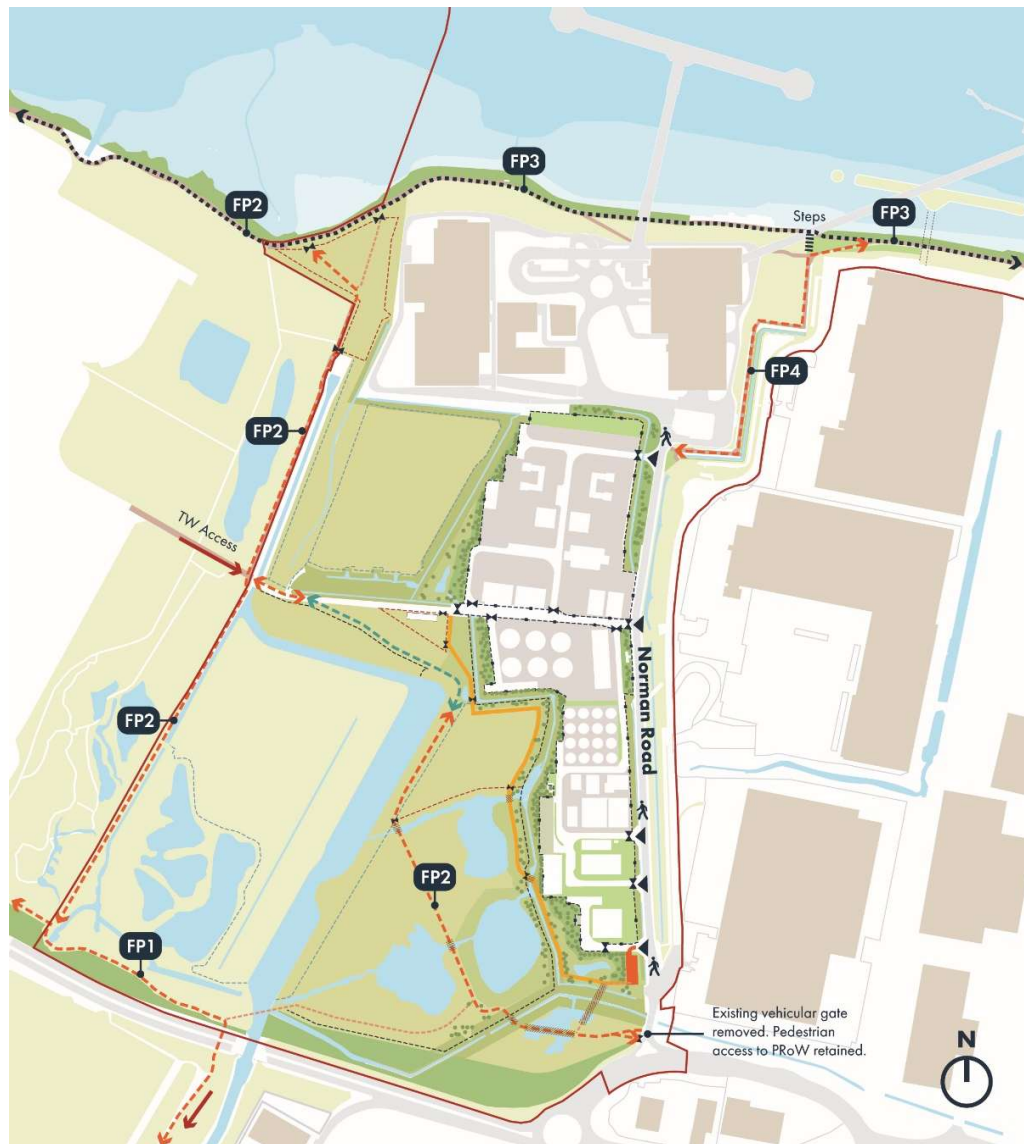 FP3
FP2
Steps
FP3
FP4
FP2
TW Access
Norman Road
FP2
FP2
FP1
Existing vehicular gate
removed. Pedestrian
access to PRoW retained.
N